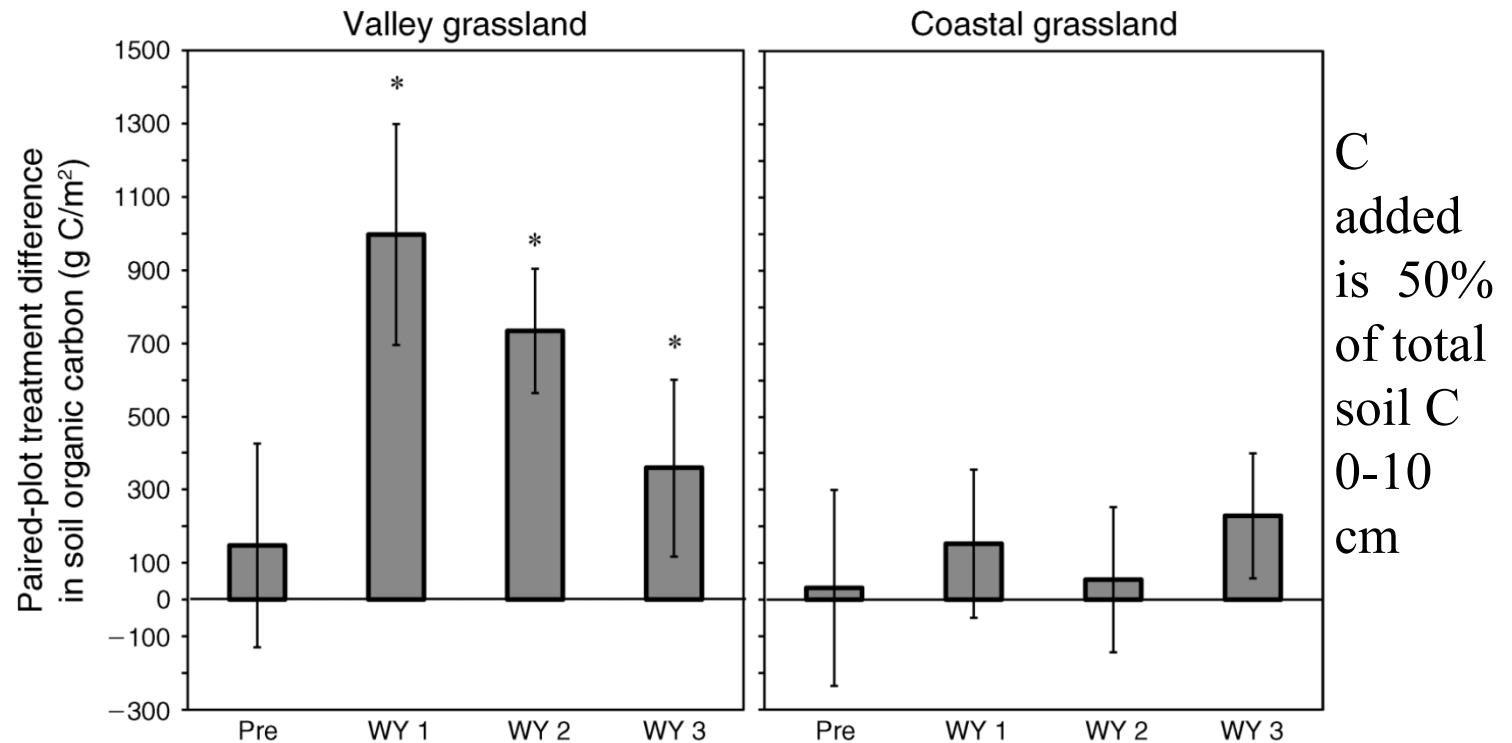 Valley grassland
Coastal grassland
Paired-plot treatment difference
in soil organic carbon (g C/m²)
1500
1300
1100
900
700
500
300
100
0
−100
−300
*
*
*
Pre
WY 1
WY 2
WY 3
Pre
WY 1
WY 2
WY 3
C
added
is 50%
of total
soil C
0-10
cm